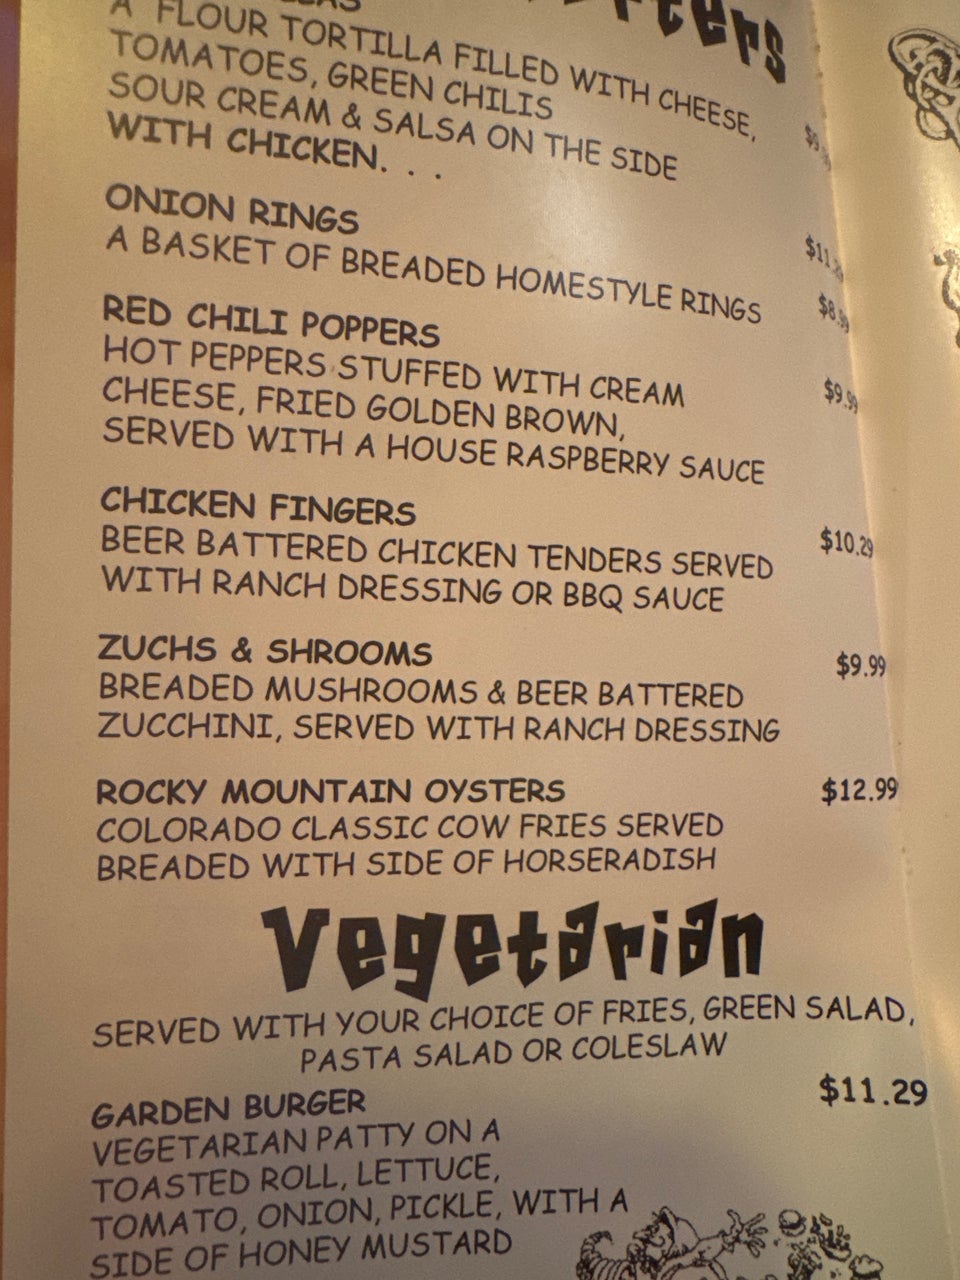 A FLOUR TORTILLA FILLED WITH CHEESE,
TOMATOES, GREEN CHILIS
SOUR CREAM & SALSA ON THE SIDE
WITH CHICKEN. . .
ONION RINGS
A BASKET OF BREADED HOMESTYLE RINGS
RED CHILI POPPERS $9.99
HOT PEPPERS STUFFED WITH CREAM
CHEESE, FRIED GOLDEN BROWN,
SERVED WITH A HOUSE RASPBERRY SAUCE
CHICKEN FINGERS $10.29
BEER BATTERED CHICKEN TENDERS SERVED
WITH RANCH DRESSING OR BBQ SAUCE
ZUCHS & SHROOMS $9.99
BREADED MUSHROOMS & BEER BATTERED
ZUCCHINI, SERVED WITH RANCH DRESSING
ROCKY MOUNTAIN OYSTERS $12.99
COLORADO CLASSIC COW FRIES SERVED
BREADED WITH SIDE OF HORSERADISH
Vegetarian
SERVED WITH YOUR CHOICE OF FRIES, GREEN SALAD,
PASTA SALAD OR COLESLAW
GARDEN BURGER $11.29
VEGETARIAN PATTY ON A
TOASTED ROLL, LETTUCE,
TOMATO, ONION, PICKLE, WITH A
SIDE OF HONEY MUSTARD